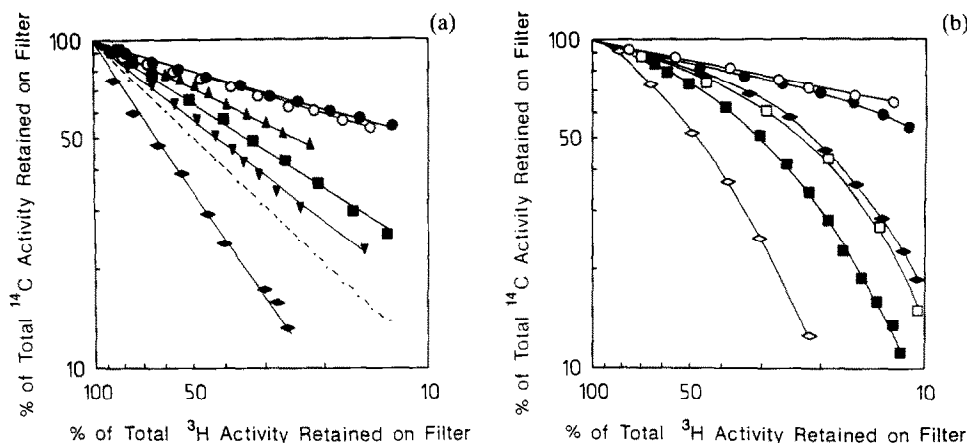 (a)
% of Total 14C Activity Retained on Filter
100
50
10
100
50
10
% of Total 3H Activity Retained on Filter
(b)
% of Total 14C Activity Retained on Filter
100
50
10
100
50
10
% of Total 3H Activity Retained on Filter